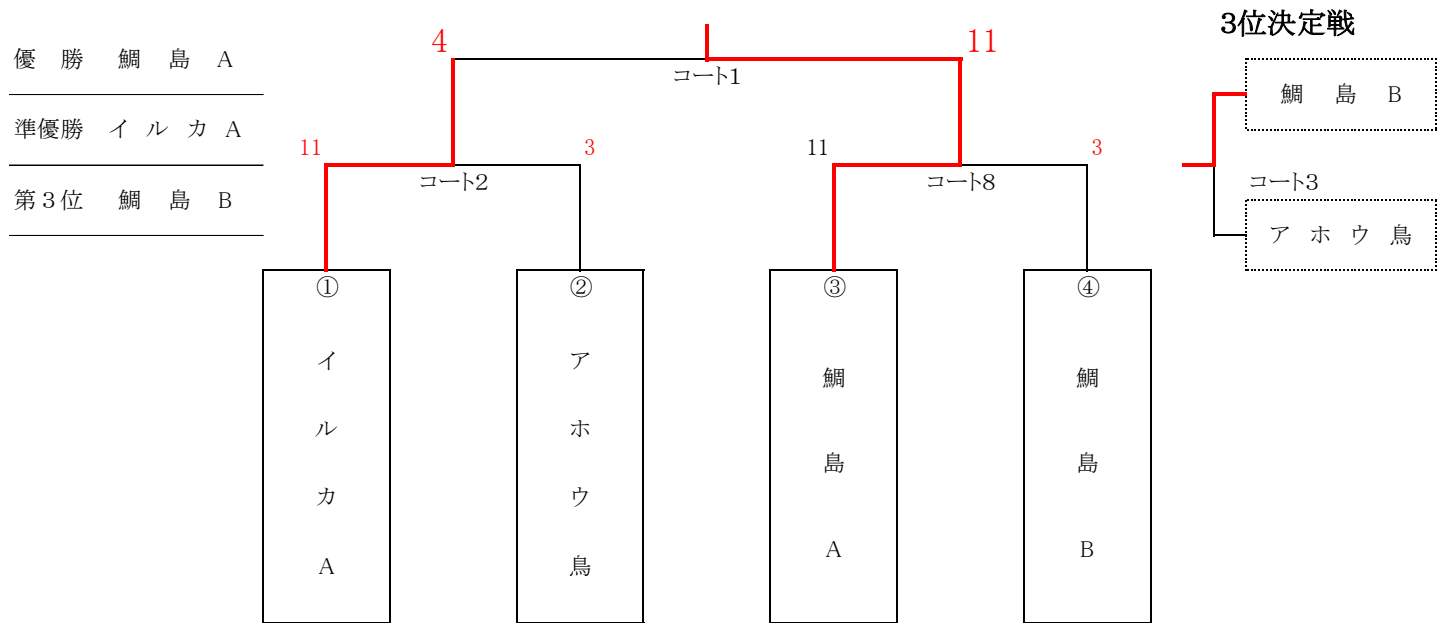 3位決定戦
優 勝 鯛 島 A
4
11
コート1
鯛 島 B
準優勝 イ ル カ A
11
3
11
3
コート2
コート8
コート3
第3位 鯛 島 B
ア ホ ウ 鳥
①
イルカA
②
アホウ鳥
③
鯛島A
④
鯛島B